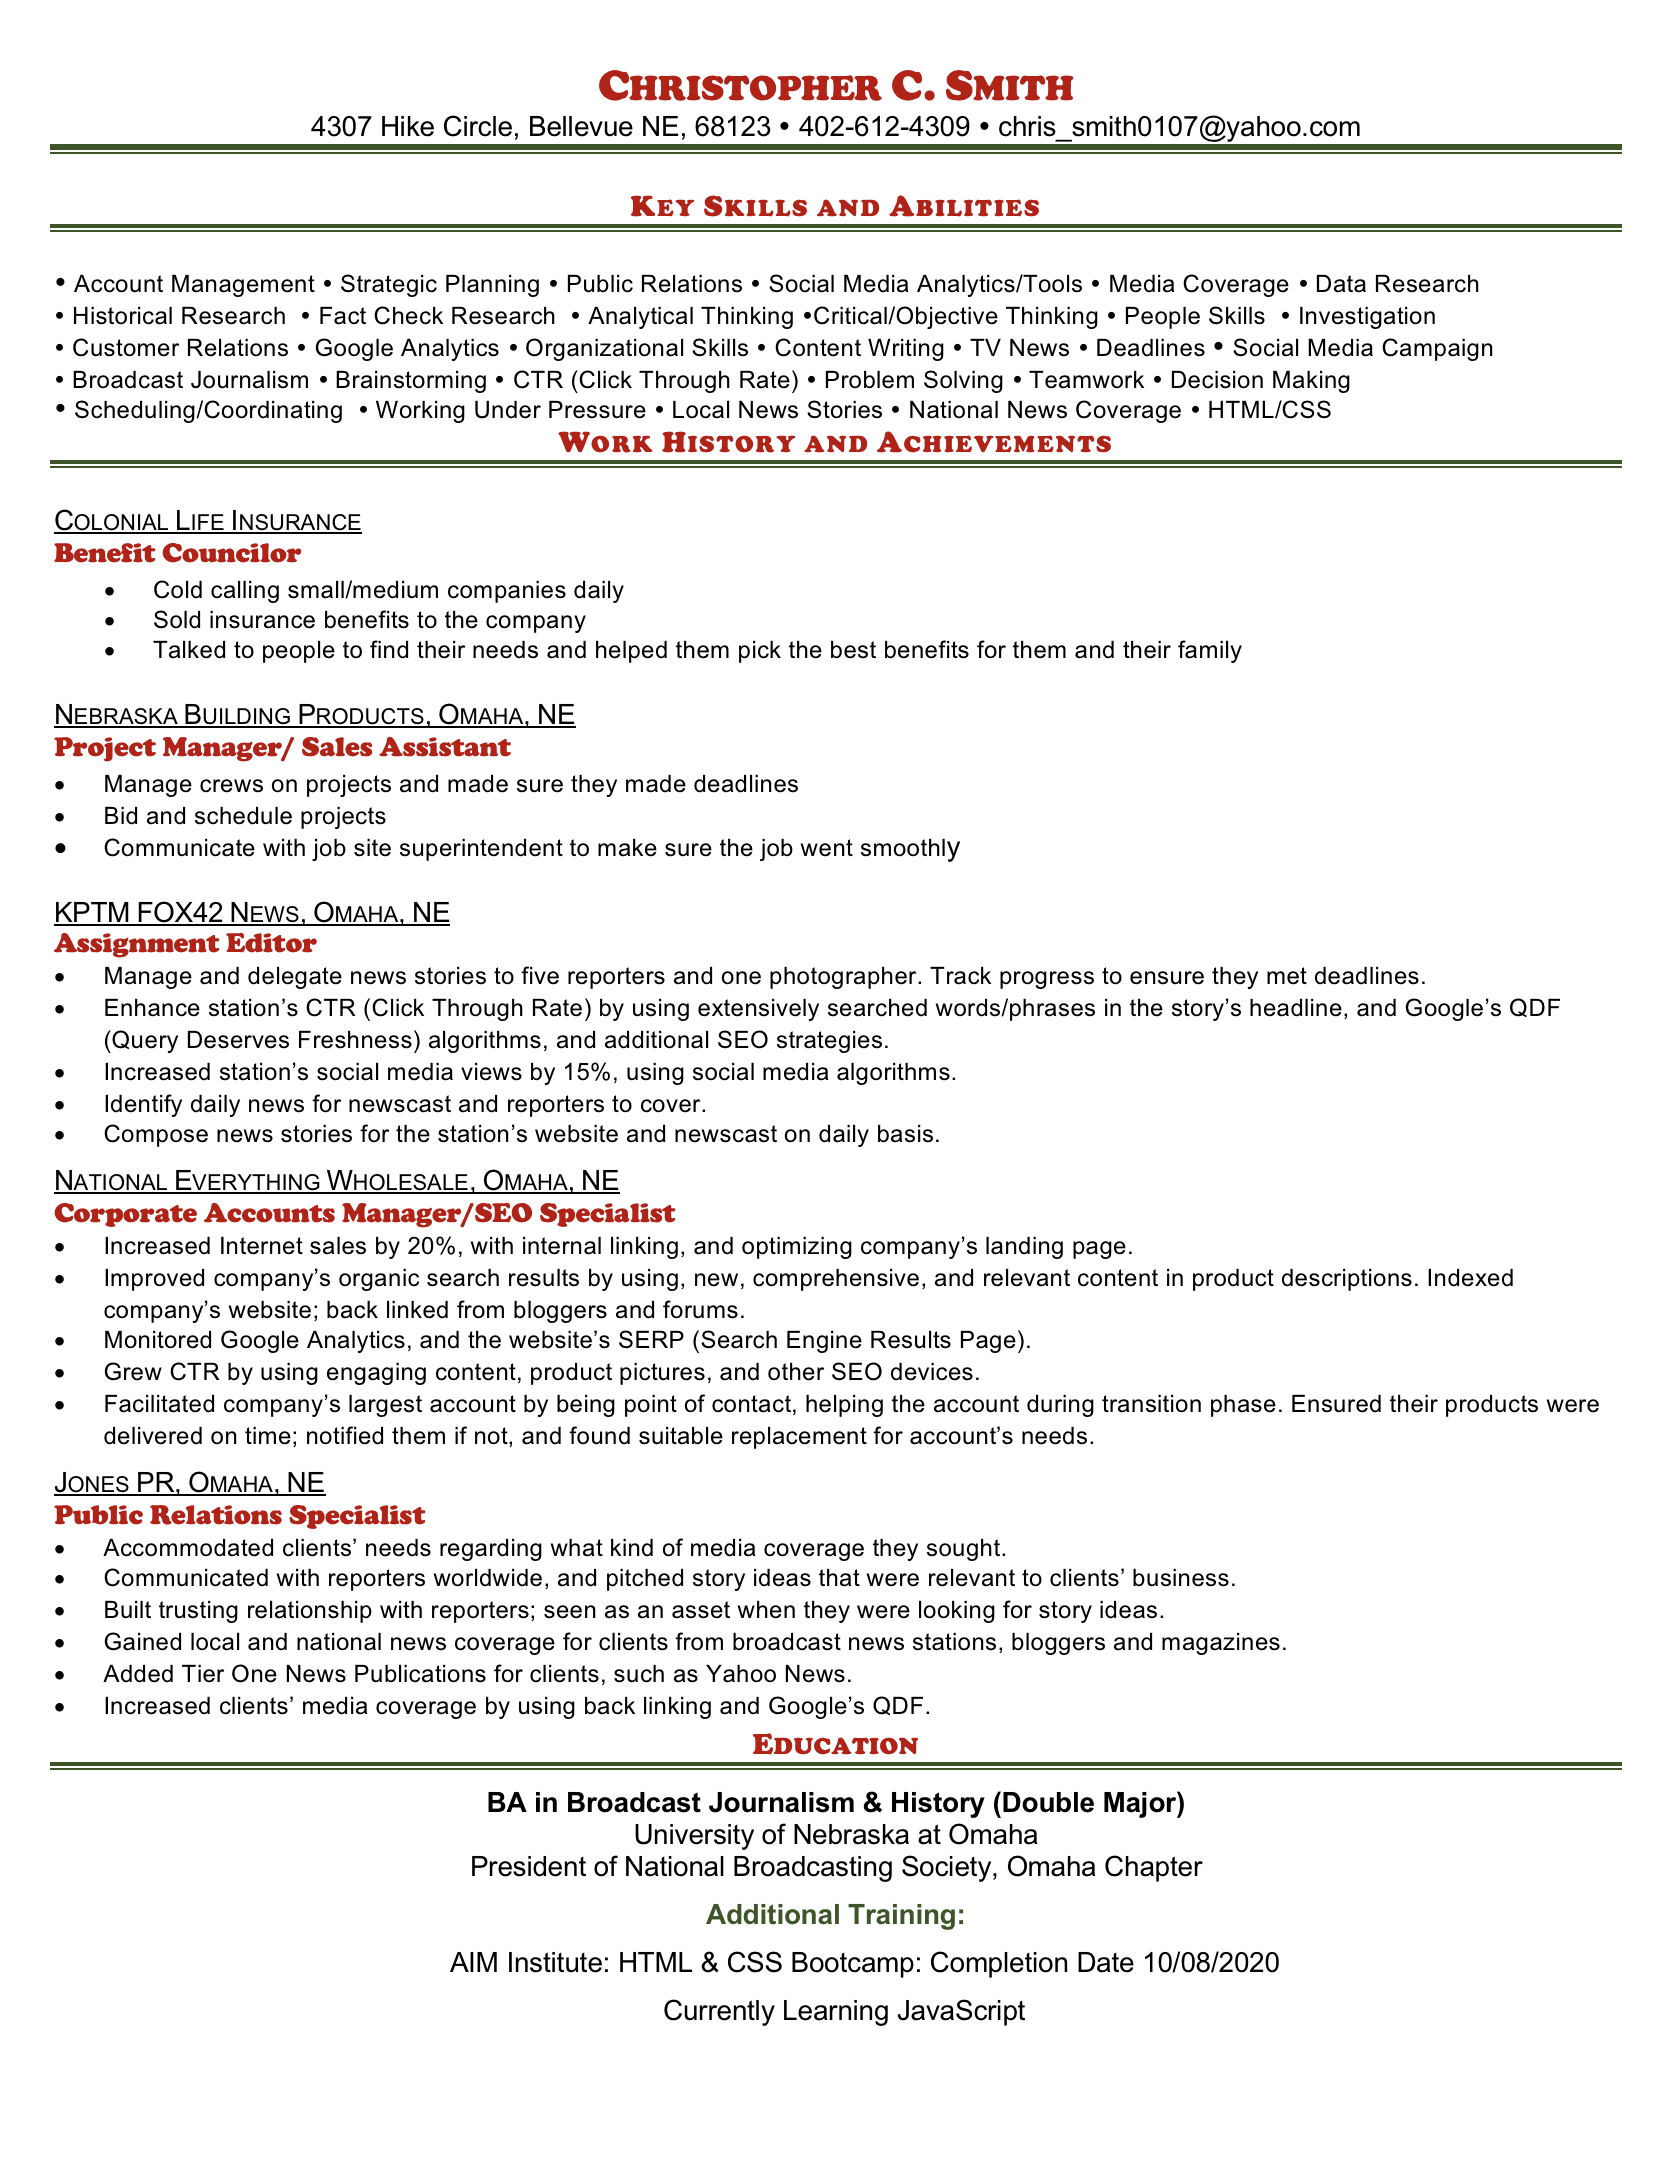 Christopher C. Smith
4307 Hike Circle, Bellevue NE, 68123 • 402-612-4309 • chris_smith0107@yahoo.com
Key Skills and Abilities
• Account Management • Strategic Planning • Public Relations • Social Media Analytics/Tools • Media Coverage • Data Research
• Historical Research • Fact Check Research • Analytical Thinking •Critical/Objective Thinking • People Skills • Investigation
• Customer Relations • Google Analytics • Organizational Skills • Content Writing • TV News • Deadlines • Social Media Campaign
• Broadcast Journalism • Brainstorming • CTR (Click Through Rate) • Problem Solving • Teamwork • Decision Making
• Scheduling/Coordinating • Working Under Pressure • Local News Stories • National News Coverage • HTML/CSS
Work History and Achievements
Colonial Life Insurance
Benefit Councilor
• Cold calling small/medium companies daily
• Sold insurance benefits to the company
• Talked to people to find their needs and helped them pick the best benefits for them and their family
Nebraska Building Products, Omaha, NE
Project Manager/ Sales Assistant
• Manage crews on projects and made sure they made deadlines
• Bid and schedule projects
• Communicate with job site superintendent to make sure the job went smoothly
KPTM FOX42 News, Omaha, NE
Assignment Editor
• Manage and delegate news stories to five reporters and one photographer. Track progress to ensure they met deadlines.
• Enhance station’s CTR (Click Through Rate) by using extensively searched words/phrases in the story’s headline, and Google’s QDF
(Query Deserves Freshness) algorithms, and additional SEO strategies.
• Increased station’s social media views by 15%, using social media algorithms.
• Identify daily news for newscast and reporters to cover.
• Compose news stories for the station’s website and newscast on daily basis.
National Everything Wholesale, Omaha, NE
Corporate Accounts Manager/SEO Specialist
• Increased Internet sales by 20%, with internal linking, and optimizing company’s landing page.
• Improved company’s organic search results by using, new, comprehensive, and relevant content in product descriptions. Indexed
company’s website; back linked from bloggers and forums.
• Monitored Google Analytics, and the website’s SERP (Search Engine Results Page).
• Grew CTR by using engaging content, product pictures, and other SEO devices.
• Facilitated company’s largest account by being point of contact, helping the account during transition phase. Ensured their products were
delivered on time; notified them if not, and found suitable replacement for account’s needs.
Jones PR, Omaha, NE
Public Relations Specialist
• Accommodated clients’ needs regarding what kind of media coverage they sought.
• Communicated with reporters worldwide, and pitched story ideas that were relevant to clients’ business.
• Built trusting relationship with reporters; seen as an asset when they were looking for story ideas.
• Gained local and national news coverage for clients from broadcast news stations, bloggers and magazines.
• Added Tier One News Publications for clients, such as Yahoo News.
• Increased clients’ media coverage by using back linking and Google’s QDF.
Education
BA in Broadcast Journalism & History (Double Major)
University of Nebraska at Omaha
President of National Broadcasting Society, Omaha Chapter
Additional Training:
AIM Institute: HTML & CSS Bootcamp: Completion Date 10/08/2020
Currently Learning JavaScript